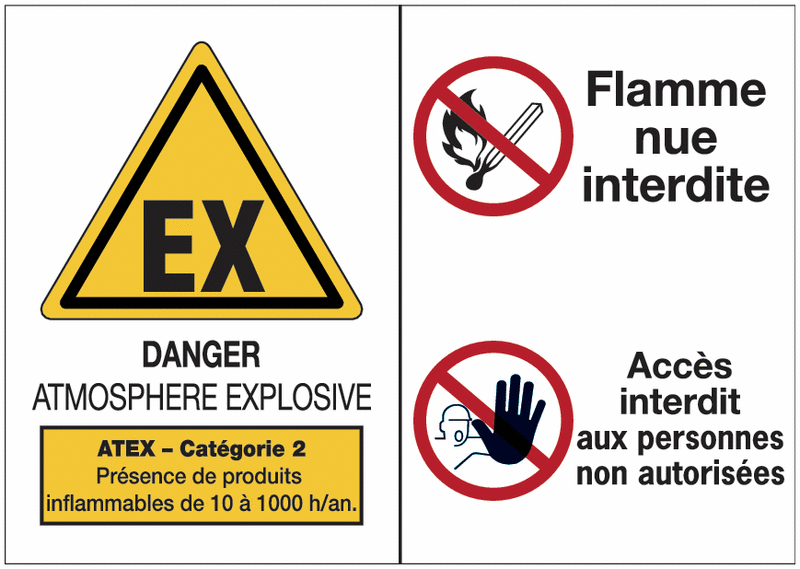 EX
DANGER
ATMOSPHERE EXPLOSIVE
ATEX – Catégorie 2
Présence de produits
inflammables de 10 à 1000 h/an.
Flamme
nue
interdite
Accès
interdit
aux personnes
non autorisées